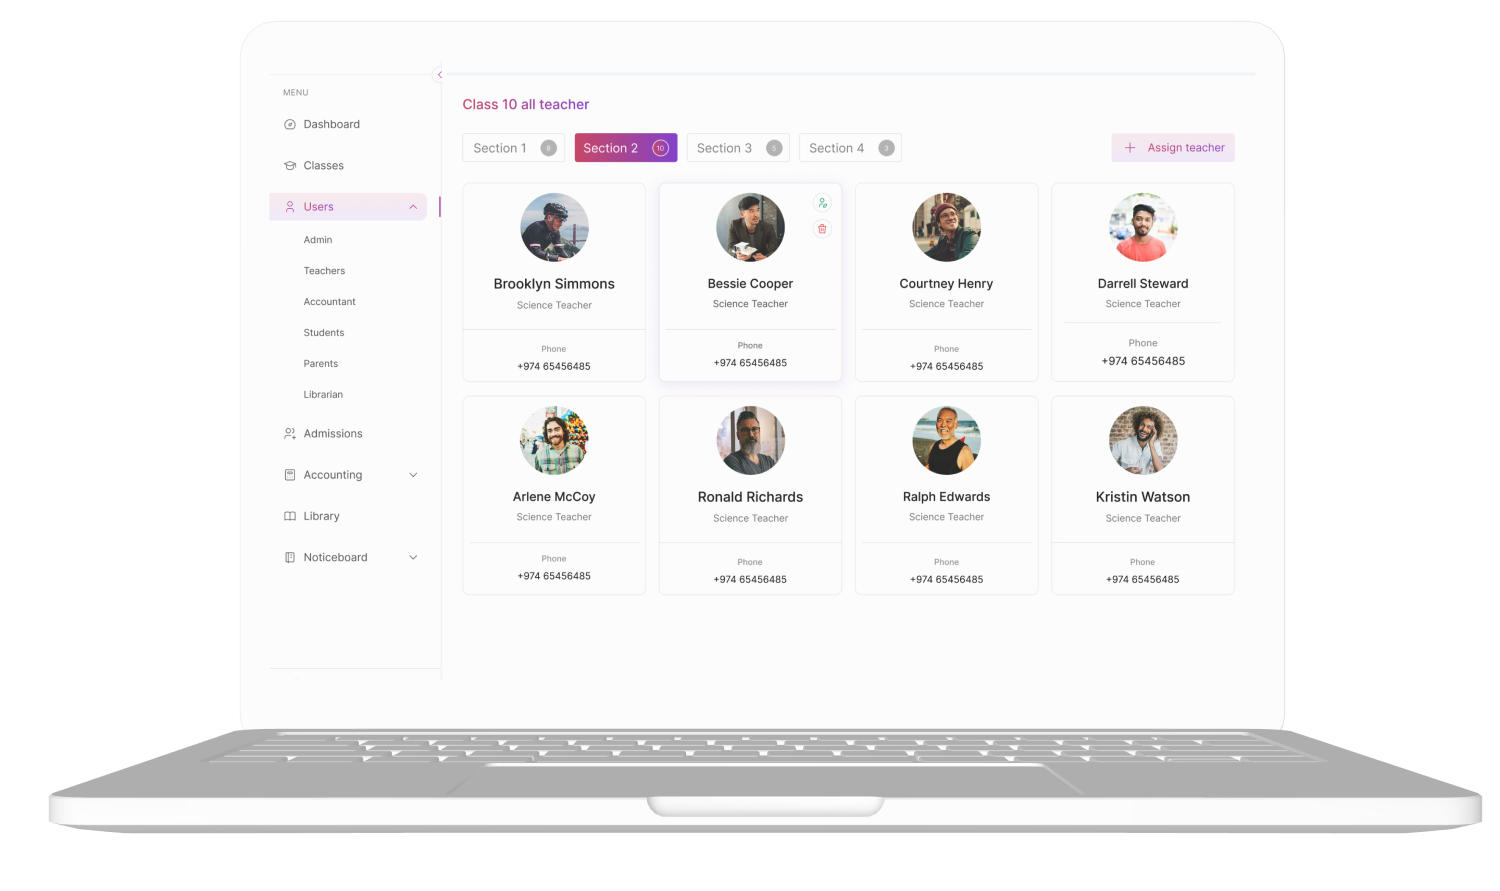 MENU
Dashboard
Classes
Users
Admin
Teachers
Accountant
Students
Parents
Librarian
Admissions
Accounting
Library
Noticeboard
Class 10 all teacher
Section 1 8
Section 2 10
Section 3 5
Section 4 3
Assign teacher
Brooklyn Simmons
Science Teacher
Phone
+974 65456485
Bessie Cooper
Science Teacher
Phone
+974 65456485
Courtney Henry
Science Teacher
Phone
+974 65456485
Darrell Steward
Science Teacher
Phone
+974 65456485
Arlene McCoy
Science Teacher
Phone
+974 65456485
Ronald Richards
Science Teacher
Phone
+974 65456485
Ralph Edwards
Science Teacher
Phone
+974 65456485
Kristin Watson
Science Teacher
Phone
+974 65456485